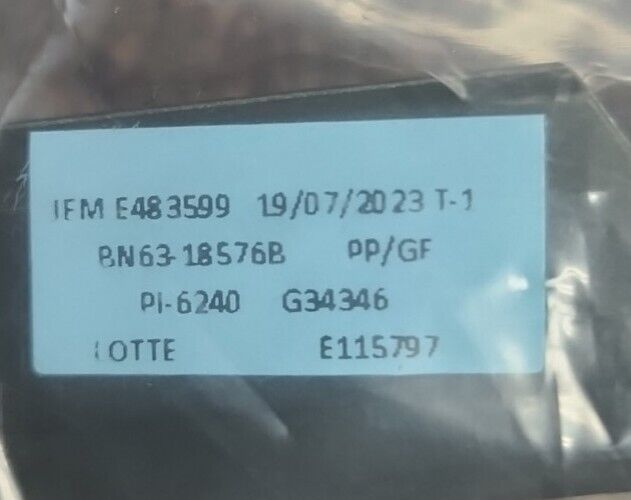 IFM E483599 19/07/2023 T-1
BN63-18576B PP/GF
PI-6240 G34346
LOTTE E115797